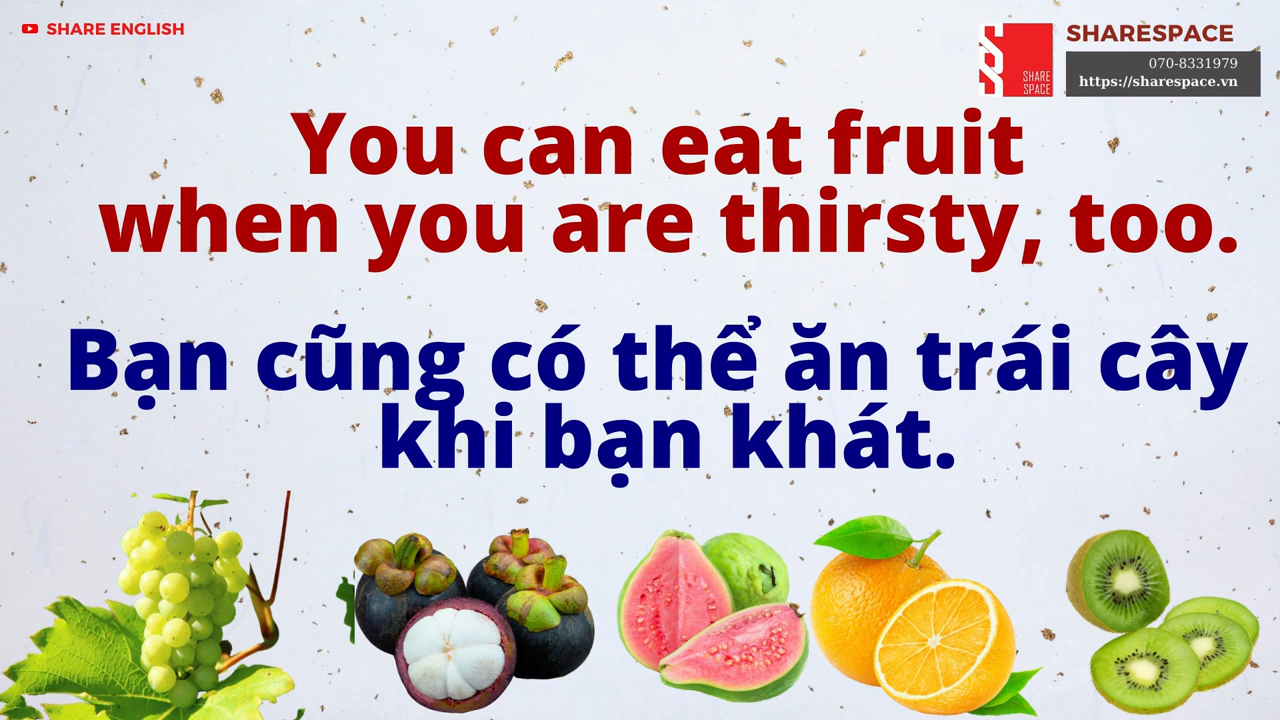 SHARE ENGLISH
SHARE
SPACE
SHARESPACE
070-8331979
https://sharespace.vn
You can eat fruit
when you are thirsty, too.
Bạn cũng có thể ăn trái cây
khi bạn khát.